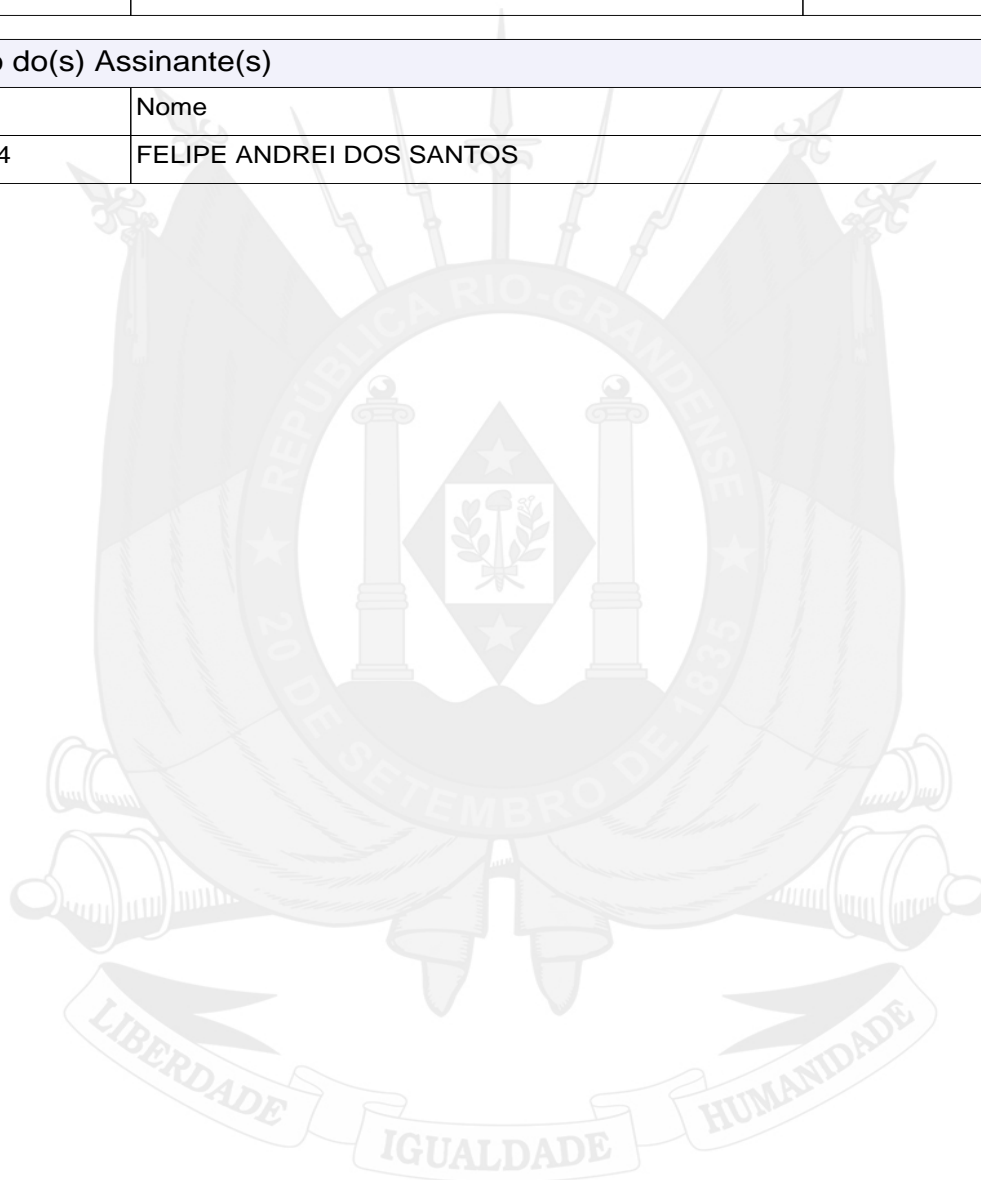 o do(s) Assinante(s)
Nome
4 FELIPE ANDREI DOS SANTOS
REPÚBLICA RIO-GRANDENSE
★ 20 DE SETEMBRO DE 1835 ★
LIBERDADE IGUALDADE HUMANIDADE